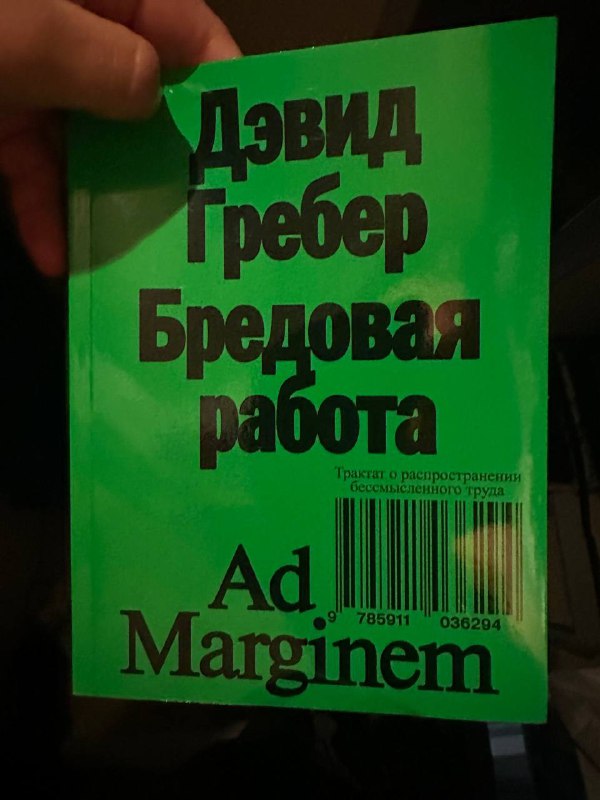 Дэвид
Гребер
Бредовая
работа
Трактат о распространении
бессмысленного труда
9 785911 036294
Ad
Marginem